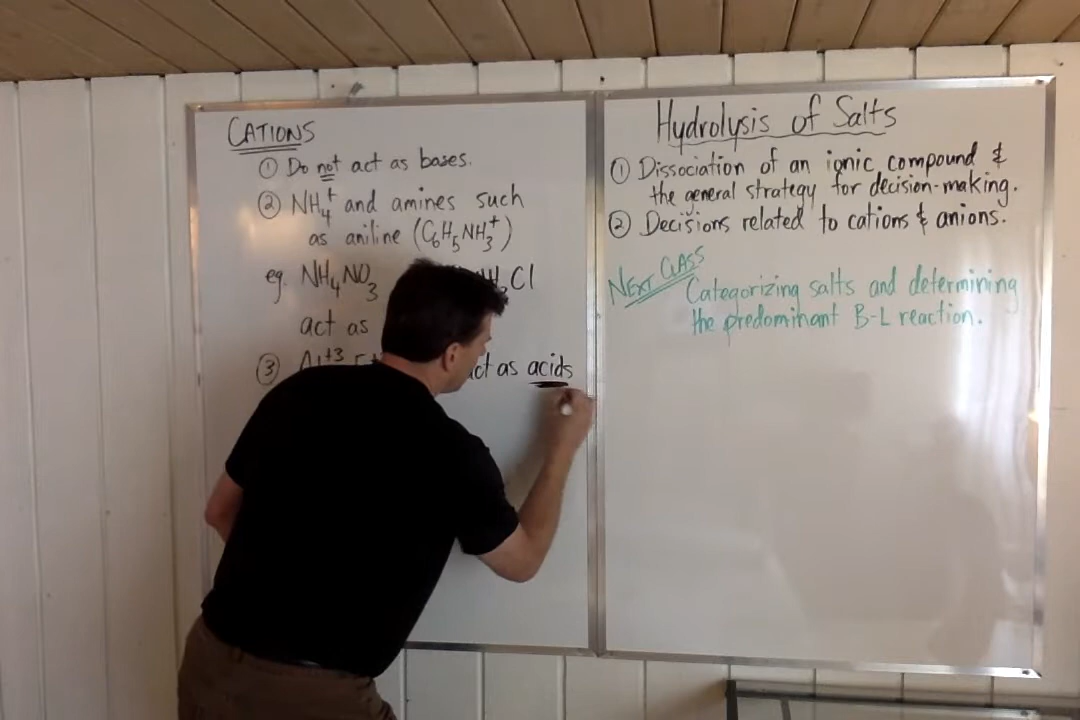 CATIONS
① Do not act as bases.
② NH₄⁺ and amines such
as aniline (C₆H₅NH₃⁺)
eg. NH₄NO₃ Cl
act as
③ act as acids
Hydrolysis of Salts
① Dissociation of an ionic compound &
the general strategy for decision-making.
② Decisions related to cations & anions.
NEXT CLASS
Categorizing salts and determining
the predominant B-L reaction.